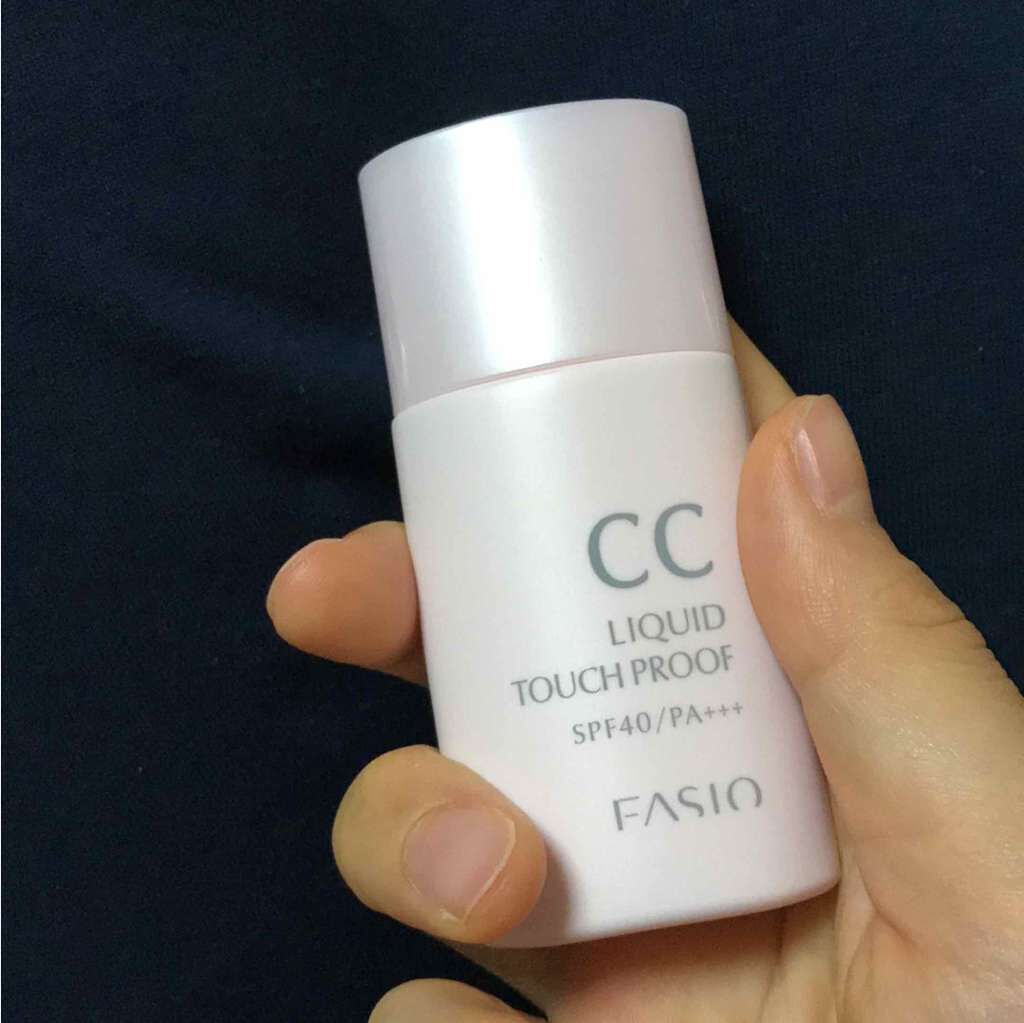 CC
LIQUID
TOUCH PROOF
SPF40/PA+++
FASIO